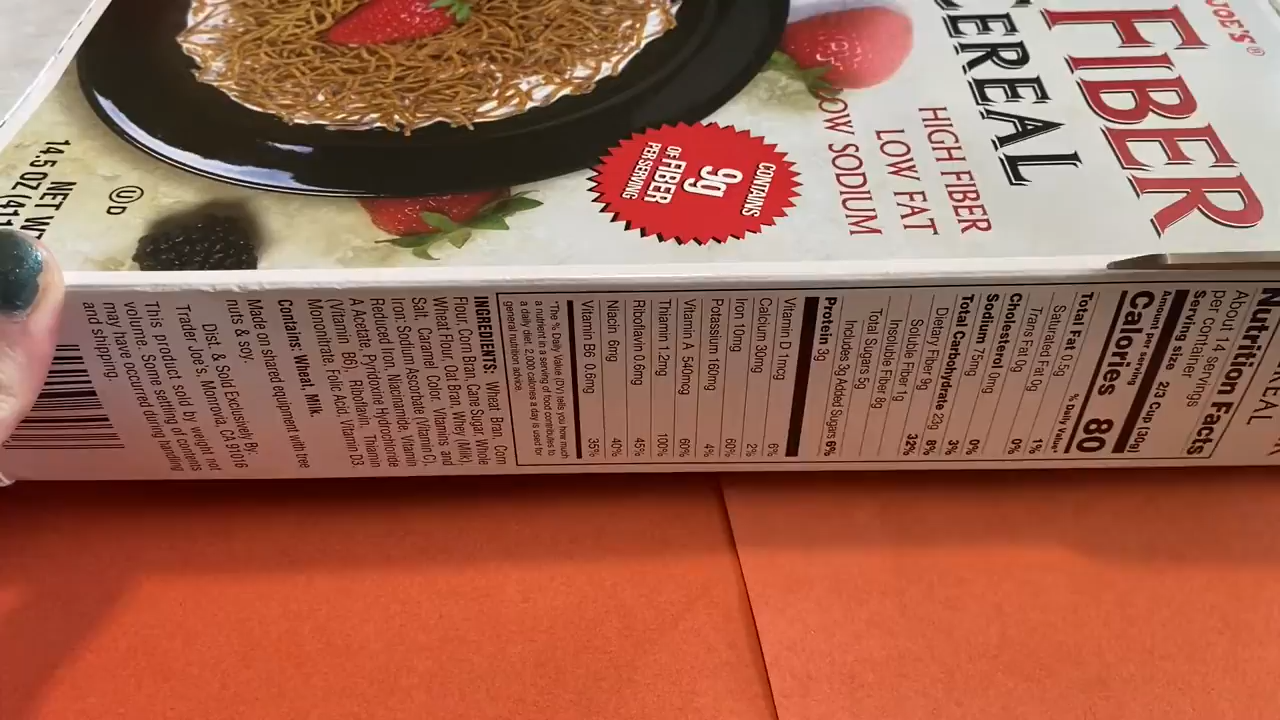 JOE'S®
FIBER
CEREAL
HIGH FIBER
LOW FAT
LOW SODIUM
CONTAINS
9g
OF FIBER
PER SERVING
U D
NET WT
14.5 OZ (411
CEREAL
Nutrition Facts
About 14 servings
per container
Serving size 2/3 Cup (30g)
Amount per serving
Calories 80
% Daily Value*
Total Fat 0.5g 1%
Saturated Fat 0g 0%
Trans Fat 0g
Cholesterol 0mg 0%
Sodium 75mg 3%
Total Carbohydrate 23g 8%
Dietary Fiber 9g 32%
Soluble Fiber 1g
Insoluble Fiber 8g
Total Sugars 5g
Includes 3g Added Sugars 6%
Protein 3g
Vitamin D 1mcg 6%
Calcium 30mg 2%
Iron 10mg 60%
Potassium 160mg 4%
Vitamin A 540mcg 60%
Thiamin 1.2mg 100%
Riboflavin 0.6mg 45%
Niacin 6mg 40%
Vitamin B6 0.6mg 35%
*The % Daily Value (DV) tells you how much
a nutrient in a serving of food contributes to
a daily diet. 2,000 calories a day is used for
general nutrition advice.
INGREDIENTS: Wheat Bran, Corn
Flour, Corn Bran, Cane Sugar, Whole
Wheat Flour, Oat Bran, Whey (Milk),
Salt, Caramel Color. Vitamins and
Iron: Sodium Ascorbate (Vitamin C),
Reduced Iron, Niacinamide, Vitamin
A Acetate, Pyridoxine Hydrochloride
(Vitamin B6), Riboflavin, Thiamin
Mononitrate, Folic Acid, Vitamin D3.
Contains: Wheat, Milk.
Made on shared equipment with tree
nuts & soy.
Dist. & Sold Exclusively By:
Trader Joe's, Monrovia, CA 91016
This product sold by weight not
volume. Some settling of contents
may have occurred during handling
and shipping.